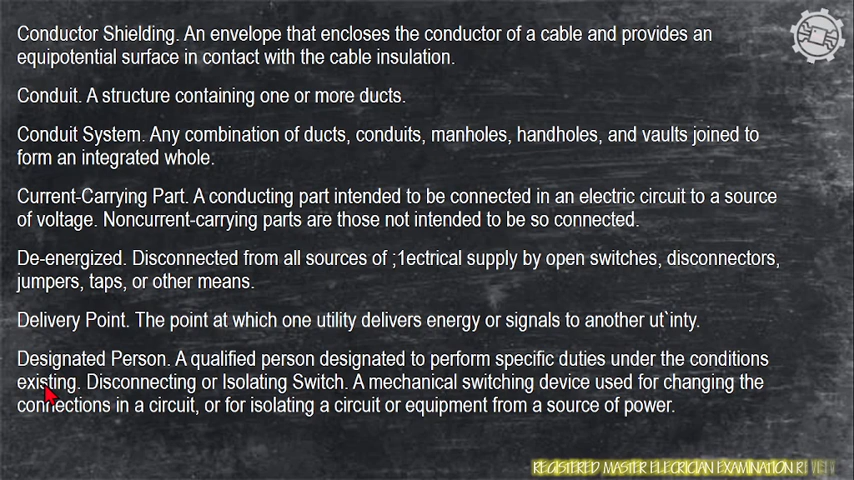 Conductor Shielding. An envelope that encloses the conductor of a cable and provides an
equipotential surface in contact with the cable insulation.
Conduit. A structure containing one or more ducts.
Conduit System. Any combination of ducts, conduits, manholes, handholes, and vaults joined to
form an integrated whole.
Current-Carrying Part. A conducting part intended to be connected in an electric circuit to a source
of voltage. Noncurrent-carrying parts are those not intended to be so connected.
De-energized. Disconnected from all sources of ;1ectrical supply by open switches, disconnectors,
jumpers, taps, or other means.
Delivery Point. The point at which one utility delivers energy or signals to another ut`inty.
Designated Person. A qualified person designated to perform specific duties under the conditions
existing. Disconnecting or Isolating Switch. A mechanical switching device used for changing the
connections in a circuit, or for isolating a circuit or equipment from a source of power.
REGISTERED MASTER ELECRICIAN EXAMINATION REVIEW